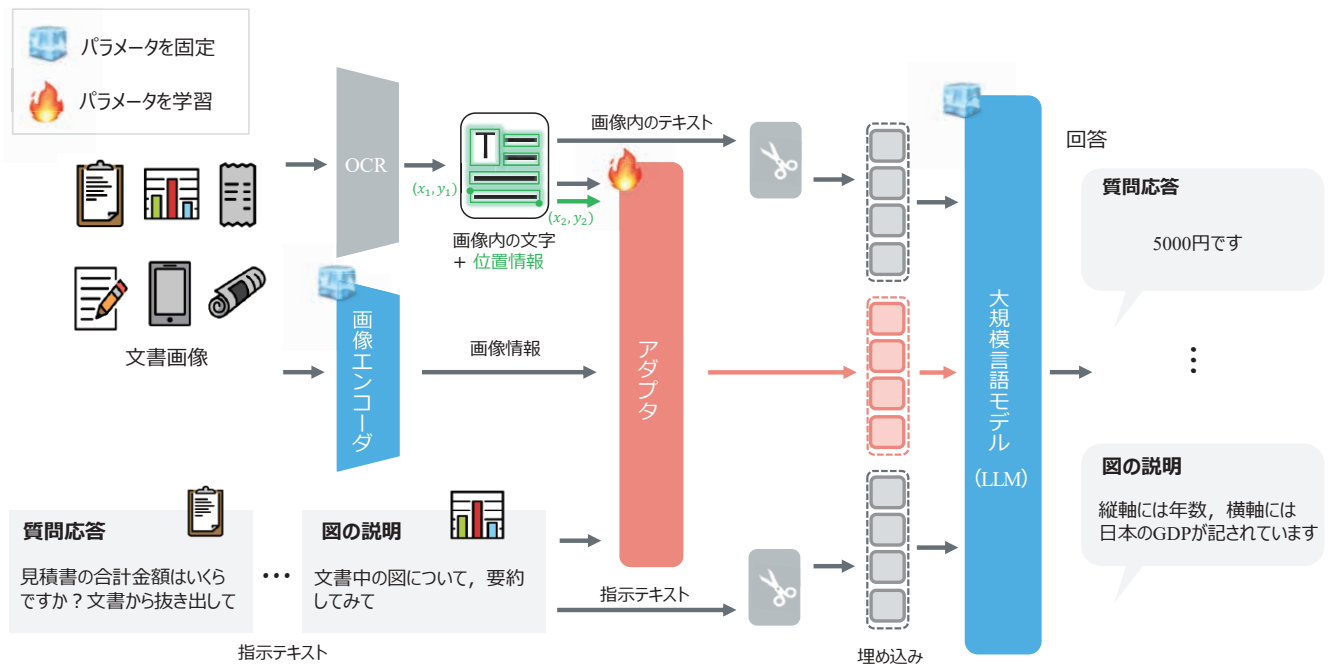 パラメータを固定
パラメータを学習
文書画像
OCR
(x₁, y₁)
T
(x₂, y₂)
画像内の文字
+ 位置情報
画像エンコーダ
画像情報
画像内のテキスト
アダプタ
質問応答
見積書の合計金額はいくら
ですか？文書から抜き出して
…
図の説明
文書中の図について，要約
してみて
指示テキスト
指示テキスト
埋め込み
大規模言語モデル
(LLM)
回答
質問応答
5000円です
⋮
図の説明
縦軸には年数，横軸には
日本のGDPが記されています